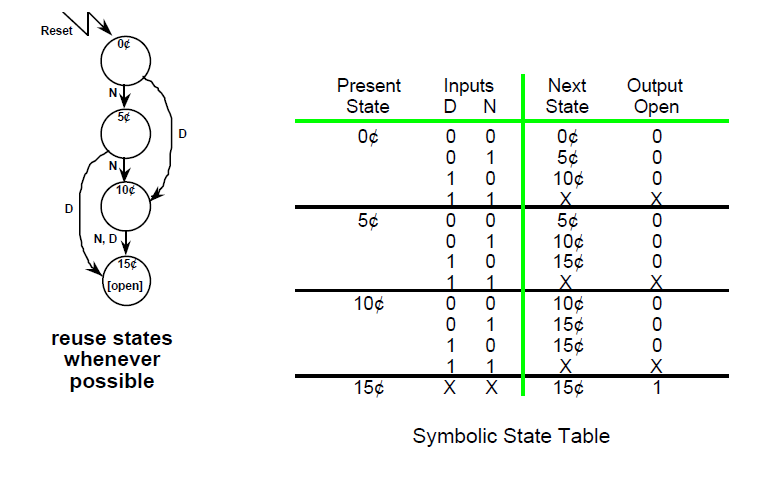 Reset
0¢
N
5¢
D
N
10¢
D
N, D
15¢
[open]
reuse states
whenever
possible
Present Inputs Next Output
State D N State Open
0¢ 0 0 0¢ 0
0 1 5¢ 0
1 0 10¢ 0
1 1 X X
5¢ 0 0 5¢ 0
0 1 10¢ 0
1 0 15¢ 0
1 1 X X
10¢ 0 0 10¢ 0
0 1 15¢ 0
1 0 15¢ 0
1 1 X X
15¢ X X 15¢ 1
Symbolic State Table